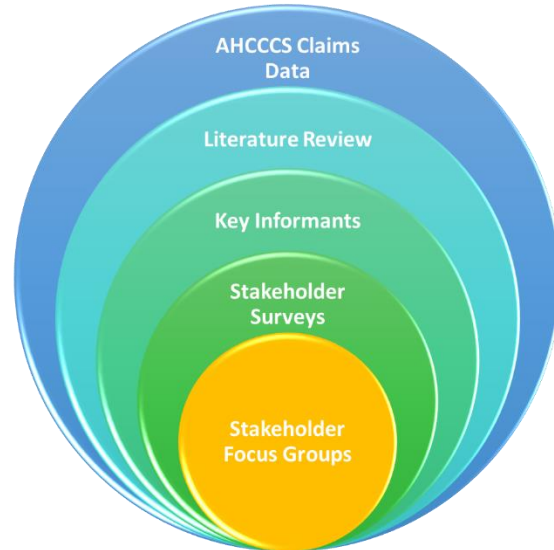 AHCCCS Claims
Data
Literature Review
Key Informants
Stakeholder
Surveys
Stakeholder
Focus Groups